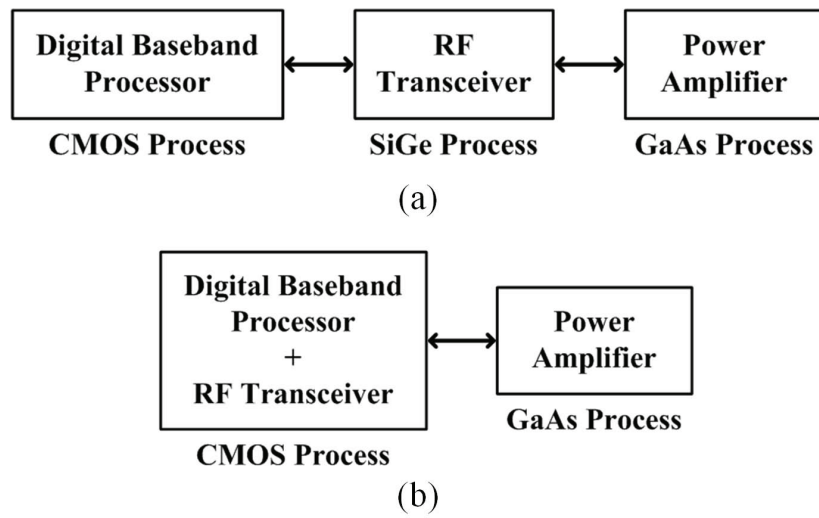 Digital Baseband
Processor
CMOS Process
RF
Transceiver
SiGe Process
Power
Amplifier
GaAs Process
(a)
Digital Baseband
Processor
+
RF Transceiver
CMOS Process
Power
Amplifier
GaAs Process
(b)